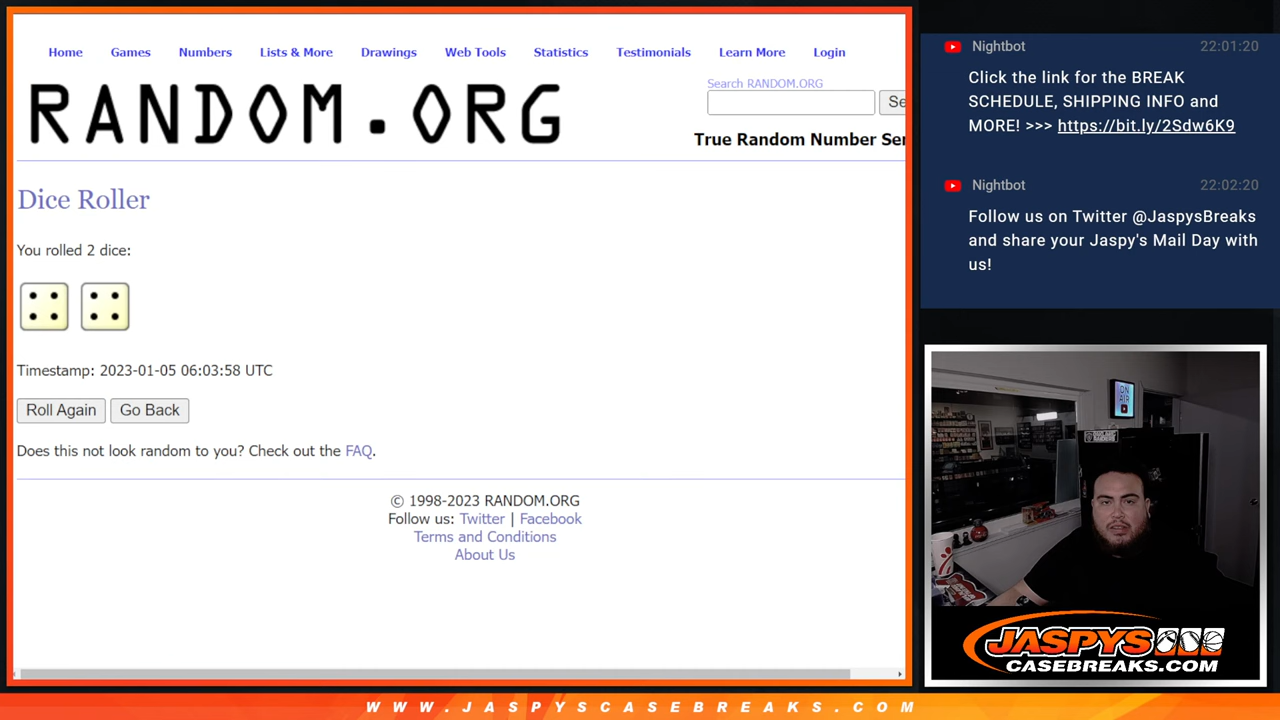 Home Games Numbers Lists & More Drawings Web Tools Statistics Testimonials Learn More Login
RANDOM.ORG
Search RANDOM.ORG
Se
True Random Number Ser
Dice Roller
You rolled 2 dice:
Timestamp: 2023-01-05 06:03:58 UTC
Roll Again Go Back
Does this not look random to you? Check out the FAQ.
© 1998-2023 RANDOM.ORG
Follow us: Twitter | Facebook
Terms and Conditions
About Us
Nightbot 22:01:20
Click the link for the BREAK
SCHEDULE, SHIPPING INFO and
MORE! >>> https://bit.ly/2Sdw6K9
Nightbot 22:02:20
Follow us on Twitter @JaspysBreaks
and share your Jaspy's Mail Day with
us!
ON
AIR
JASPYS
CASEBREAKS.COM
WWW.JASPYSCASEBREAKS.COM